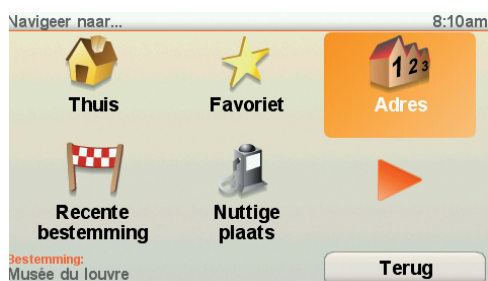 Navigeer naar...
8:10am
Thuis
Favoriet
123
Adres
Recente
bestemming
Nuttige
plaats
Bestemming:
Musée du louvre
Terug